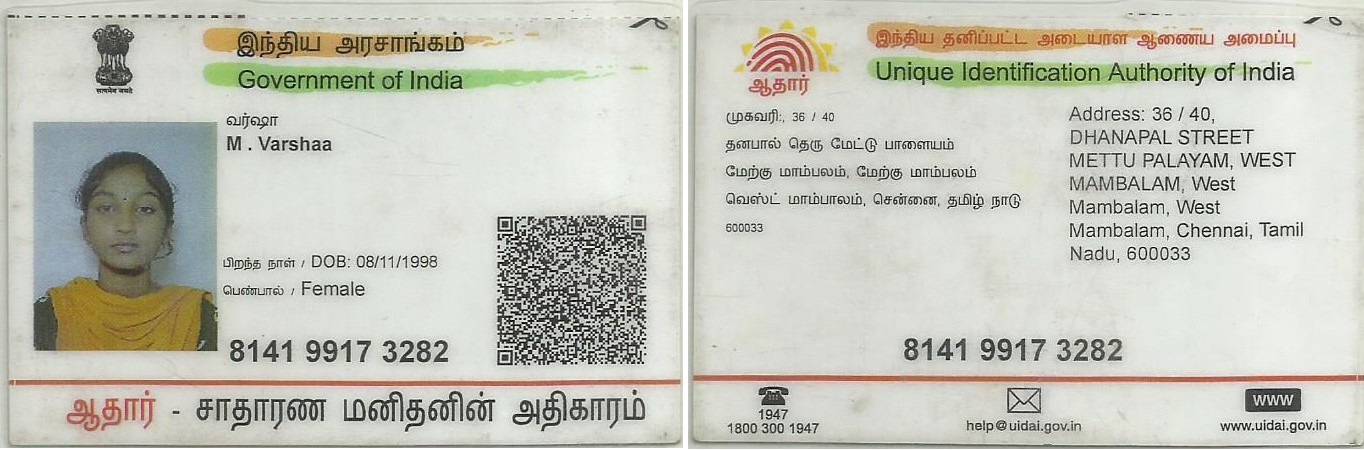 இந்திய அரசாங்கம்
Government of India
सत्यमेव जयते
வர்ஷா
M . Varshaa
பிறந்த நாள் / DOB: 08/11/1998
பெண்பால் / Female
8141 9917 3282
ஆதார் - சாதாரண மனிதனின் அதிகாரம்
இந்திய தனிப்பட்ட அடையாள ஆணைய அமைப்பு
Unique Identification Authority of India
ஆதார்
முகவரி:, 36 / 40
தனபால் தெரு மேட்டு பாளையம்
மேற்கு மாம்பலம், மேற்கு மாம்பலம்
வெஸ்ட் மாம்பாலம், சென்னை, தமிழ் நாடு
600033
Address: 36 / 40,
DHANAPAL STREET
METTU PALAYAM, WEST
MAMBALAM, West
Mambalam, West
Mambalam, Chennai, Tamil
Nadu, 600033
8141 9917 3282
1947
1800 300 1947
help@uidai.gov.in
WWW
www.uidai.gov.in